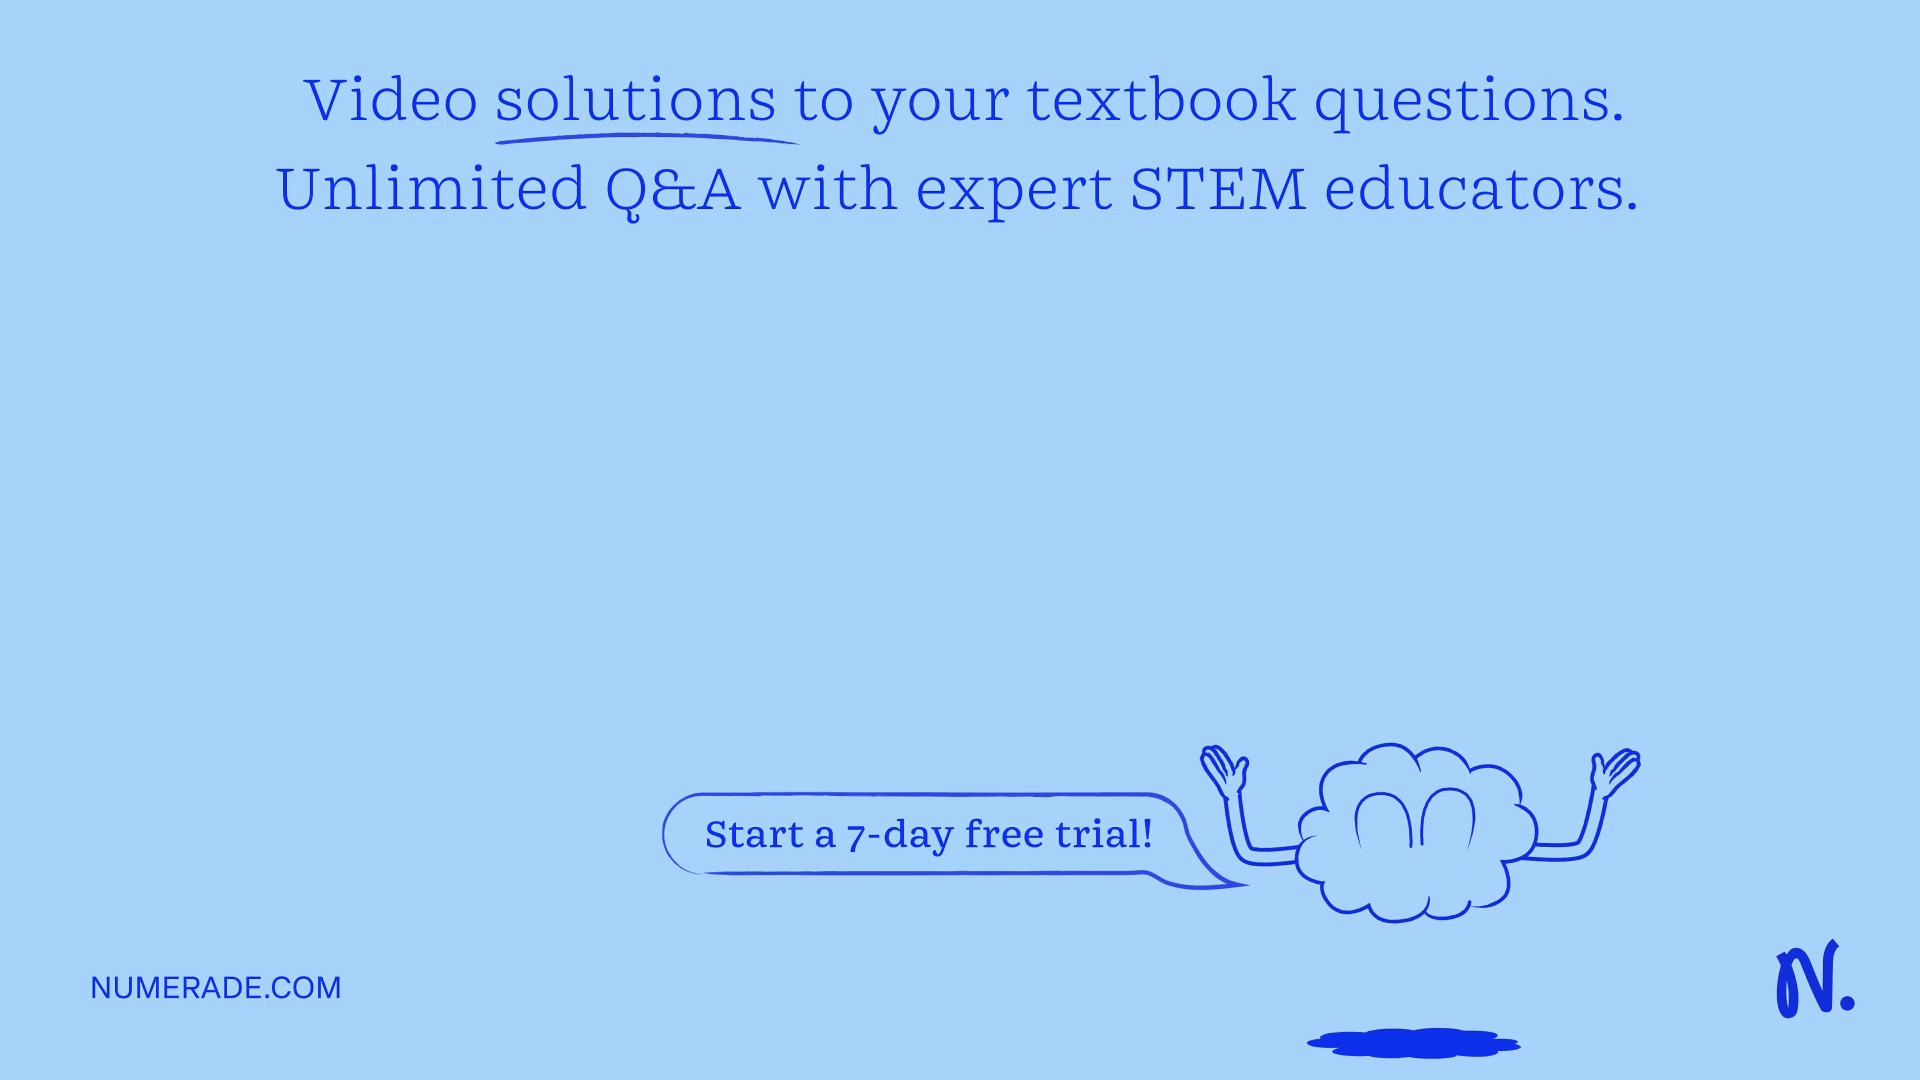 Video solutions to your textbook questions.
Unlimited Q&A with expert STEM educators.
Start a 7-day free trial!
NUMERADE.COM
N.